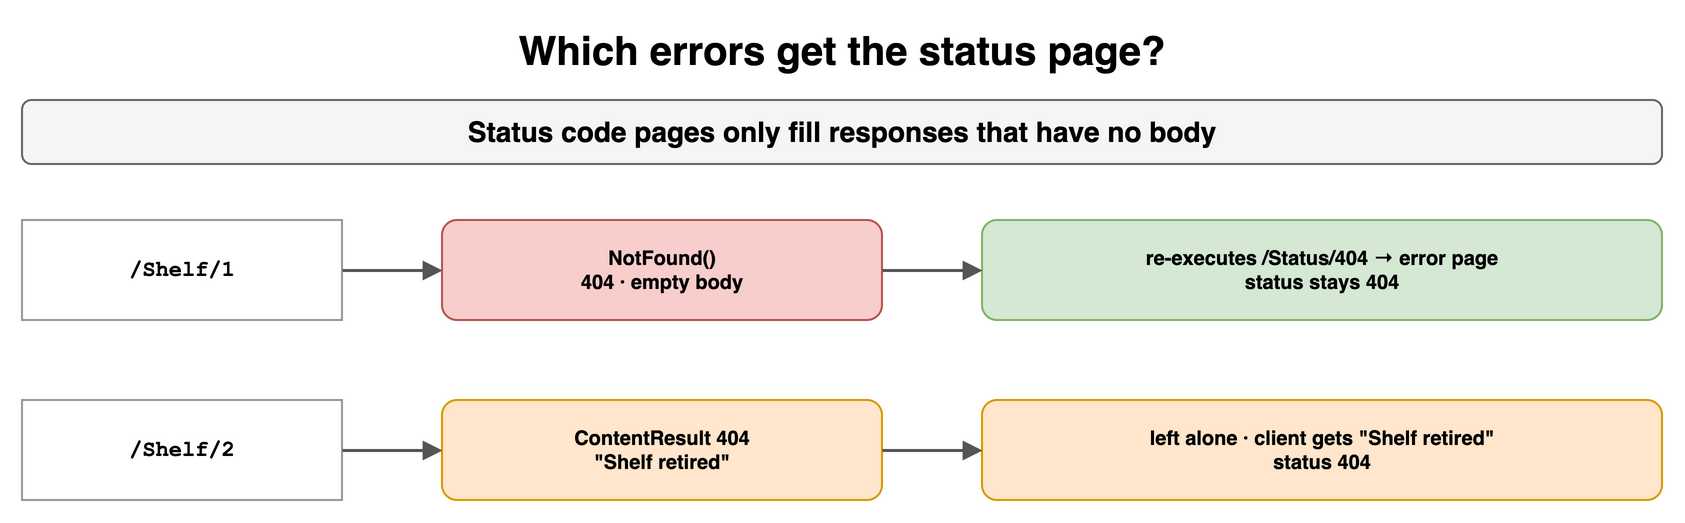 Which errors get the status page?
Status code pages only fill responses that have no body
/Shelf/1
NotFound()
404 · empty body
re-executes /Status/404 → error page
status stays 404
/Shelf/2
ContentResult 404
"Shelf retired"
left alone · client gets "Shelf retired"
status 404